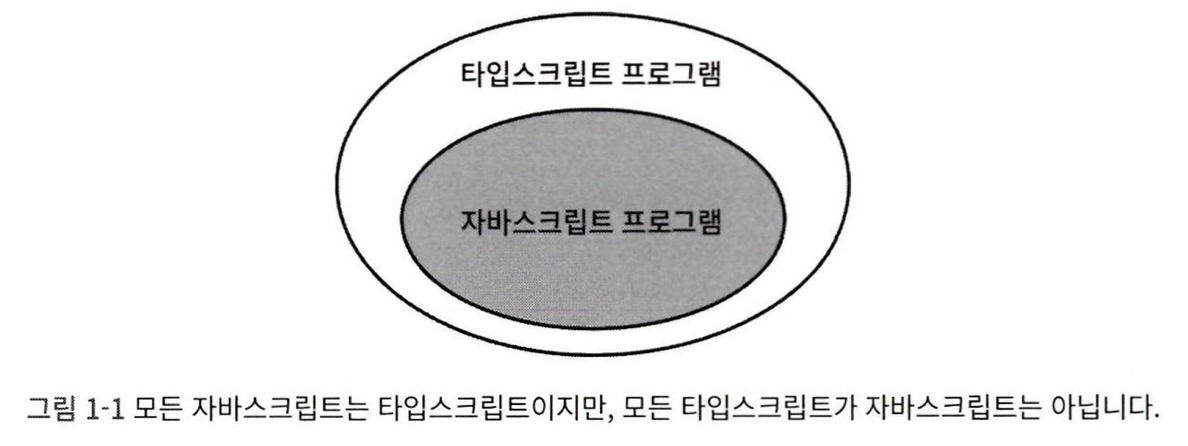 타입스크립트 프로그램
자바스크립트 프로그램
그림 1-1 모든 자바스크립트는 타입스크립트이지만, 모든 타입스크립트가 자바스크립트는 아닙니다.